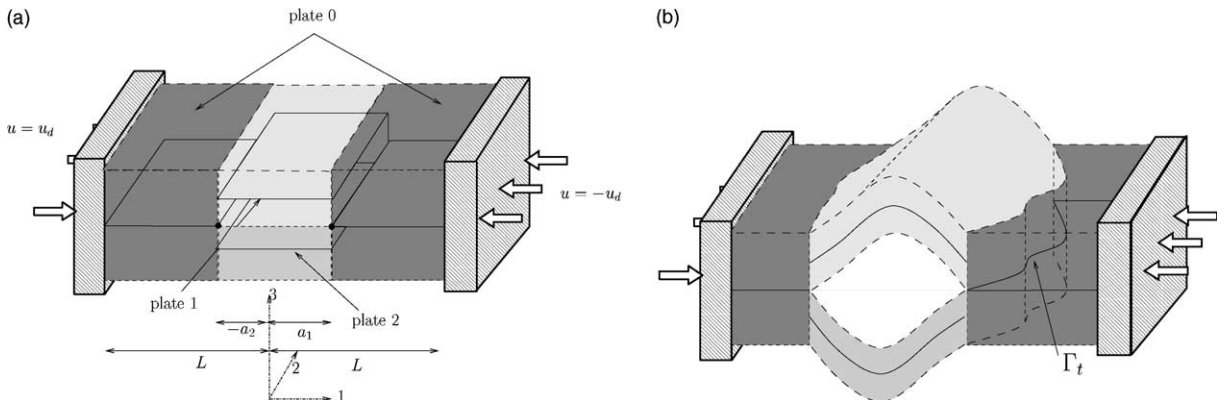 (a)
plate 0
u = u_d
u = −u_d
plate 1
plate 2
3
−a_2
a_1
L
L
2
1
(b)
Γ_t